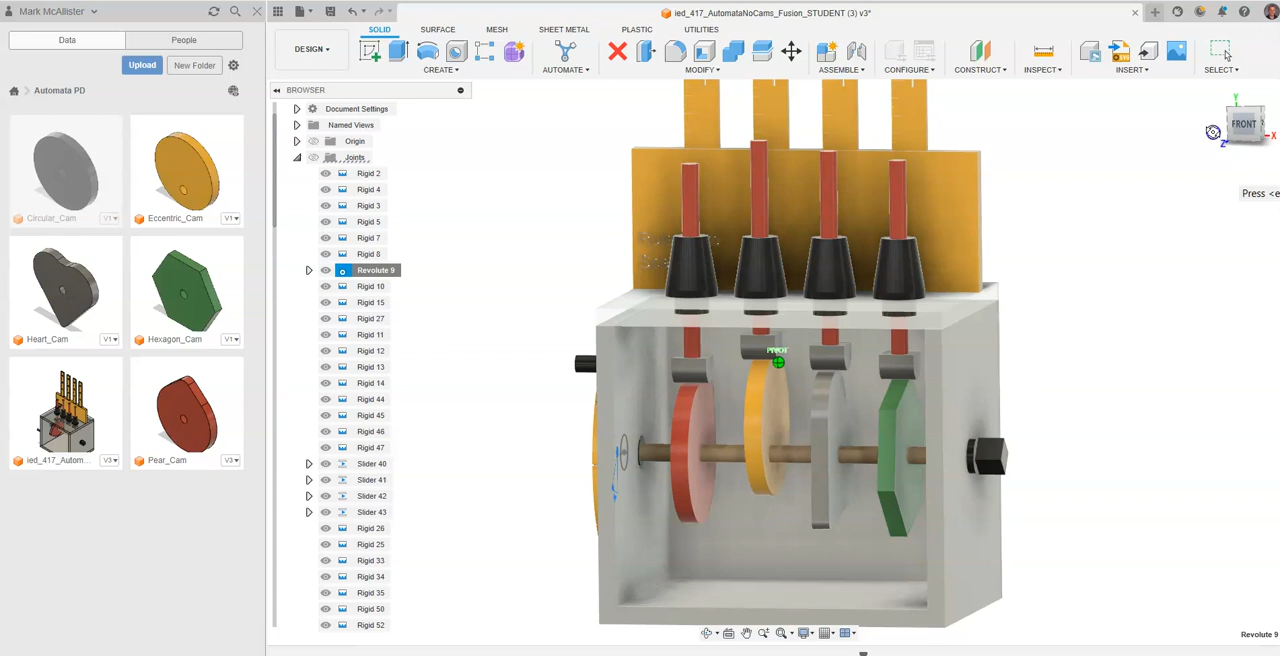 Mark McAllister
ied_417_AutomataNoCams_Fusion_STUDENT (3) v3*
Data
People
Upload
New Folder
Automata PD
Circular_Cam
V1
Eccentric_Cam
V1
Heart_Cam
V1
Hexagon_Cam
V1
ied_417_Autom...
V3
Pear_Cam
V3
DESIGN
SOLID
SURFACE
MESH
SHEET METAL
PLASTIC
UTILITIES
CREATE
AUTOMATE
MODIFY
ASSEMBLE
CONFIGURE
CONSTRUCT
INSPECT
INSERT
SELECT
BROWSER
Document Settings
Named Views
Origin
Joints
Rigid 2
Rigid 4
Rigid 3
Rigid 5
Rigid 7
Rigid 8
Revolute 9
Rigid 10
Rigid 15
Rigid 27
Rigid 11
Rigid 12
Rigid 13
Rigid 14
Rigid 44
Rigid 45
Rigid 46
Rigid 47
Slider 40
Slider 41
Slider 42
Slider 43
Rigid 26
Rigid 25
Rigid 33
Rigid 34
Rigid 35
Rigid 50
Rigid 52
PIVOT
Y
FRONT
X
Z
Press <e
Revolute 9